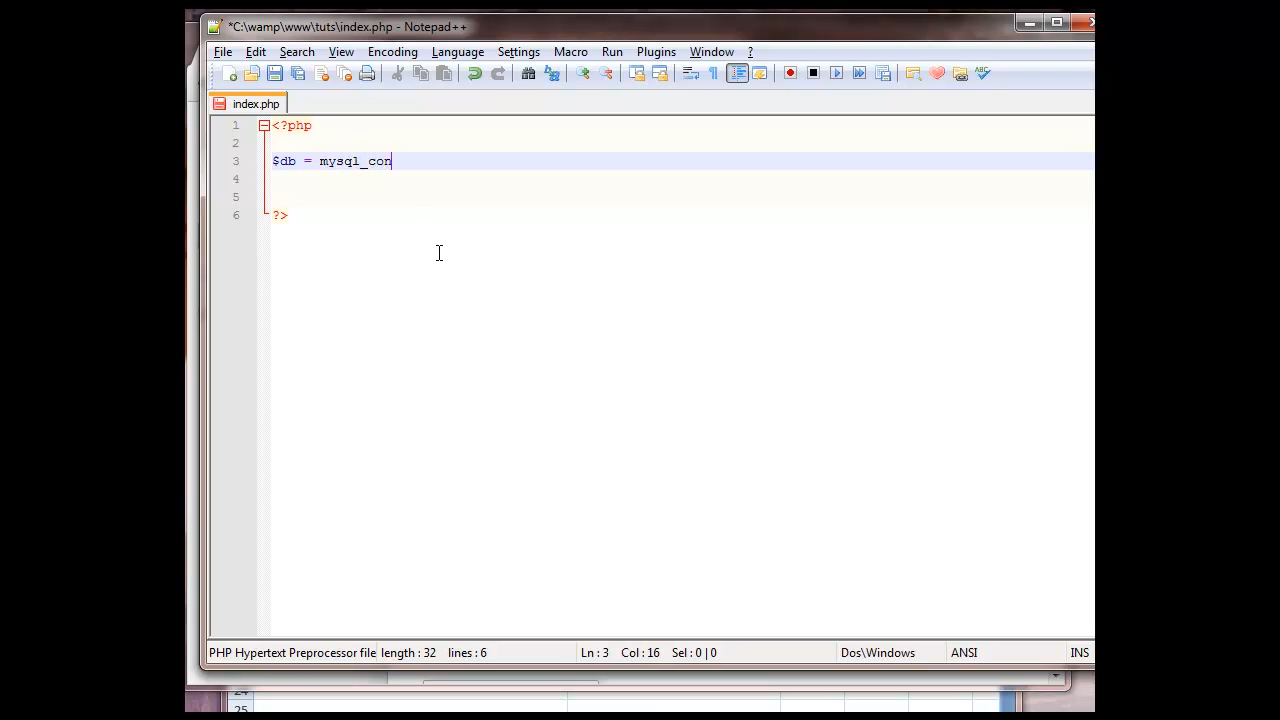 *C:\wamp\www\tuts\index.php - Notepad++
File Edit Search View Encoding Language Settings Macro Run Plugins Window ?
index.php
1 <?php
2
3 $db = mysql_con
4
5
6 ?>
PHP Hypertext Preprocessor file length : 32 lines : 6 Ln : 3 Col : 16 Sel : 0 | 0 Dos\Windows ANSI INS
24
25